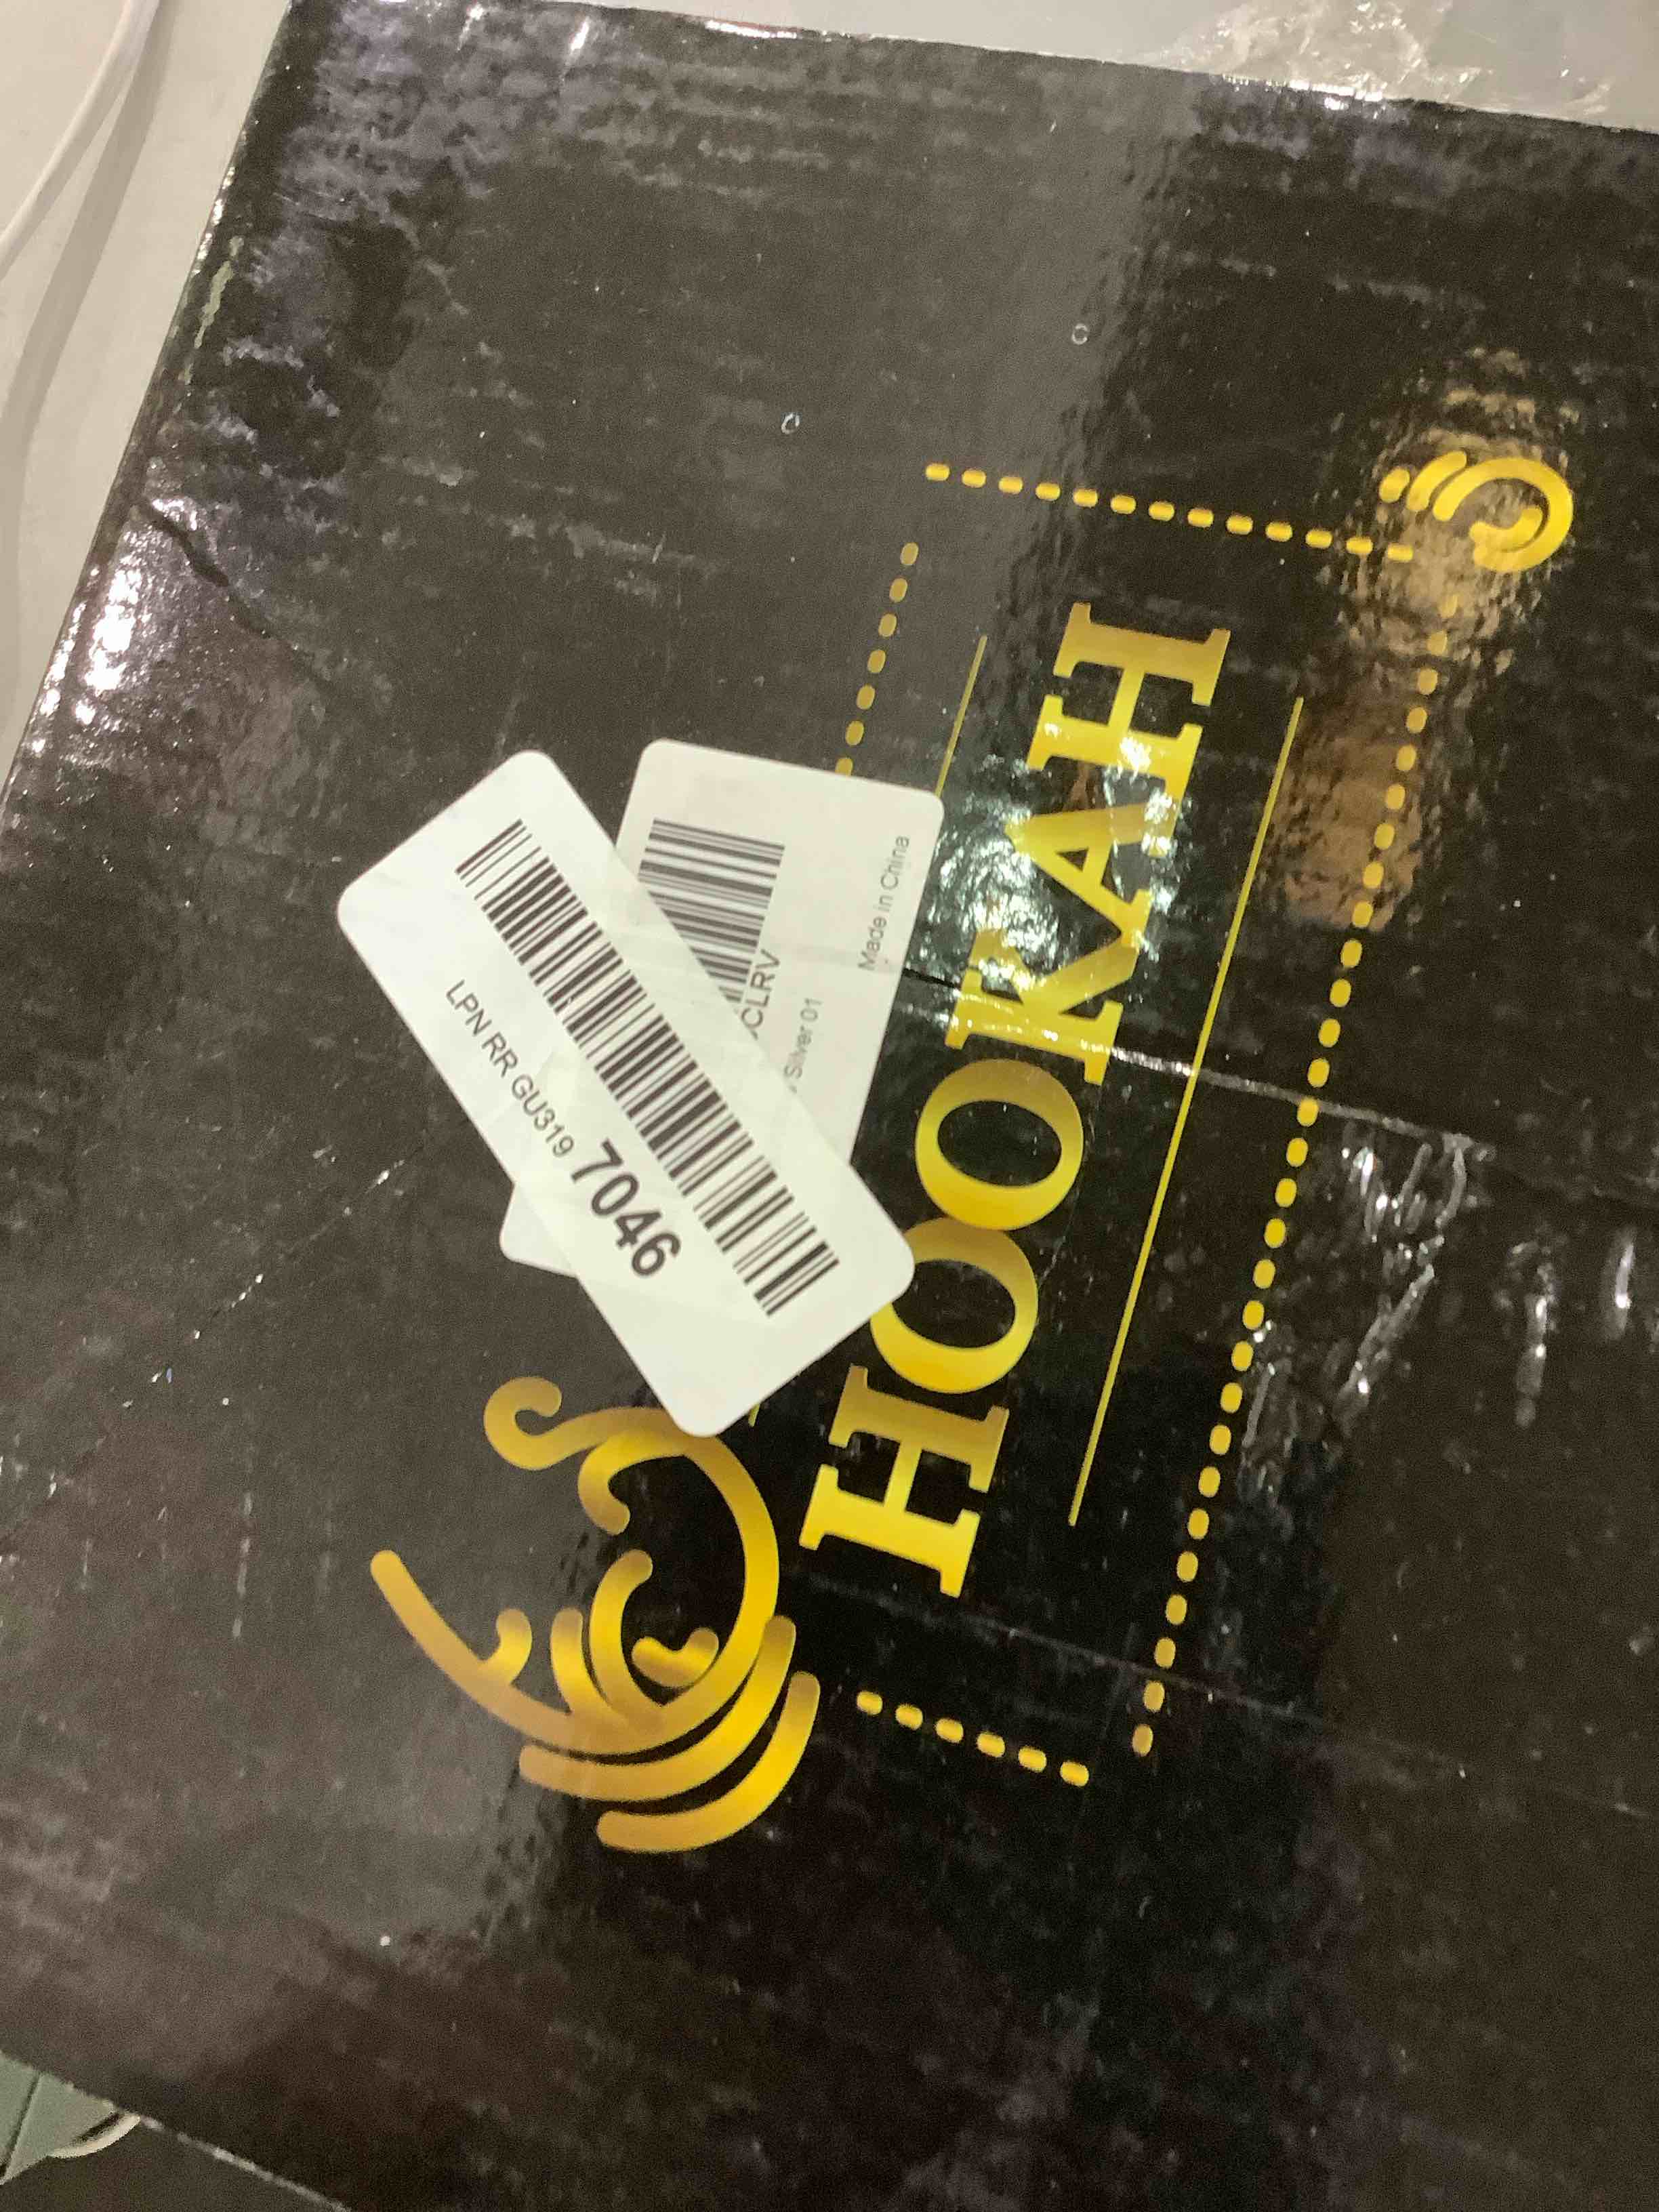 HOOKAH
CLRV
Silver 01
Made in China
LPN RR GU319 7046